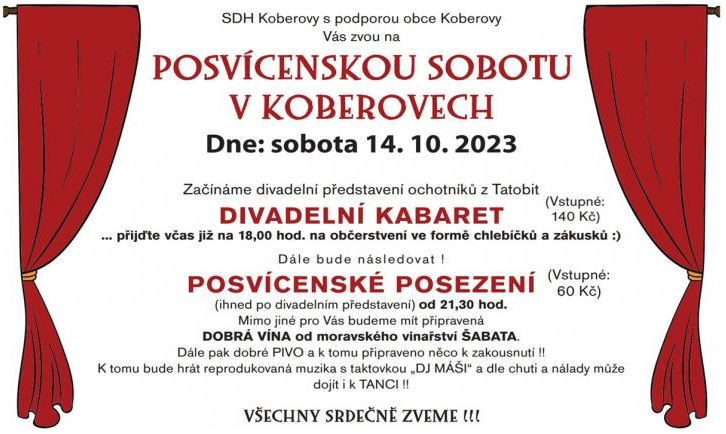 SDH Koberovy s podporou obce Koberovy
Vás zvou na
POSVÍCENSKOU SOBOTU
V KOBEROVECH
Dne: sobota 14. 10. 2023
Začínáme divadelní představení ochotníků z Tatobit
DIVADELNÍ KABARET
(Vstupné:
140 Kč)
... přijďte včas již na 18,00 hod. na občerstvení ve formě chlebíčků a zákusků :)
Dále bude následovat !
POSVÍCENSKÉ POSEZENÍ
(Vstupné:
60 Kč)
(ihned po divadelním představení) od 21,30 hod.
Mimo jiné pro Vás budeme mít připravená
DOBRÁ VÍNA od moravského vinařství ŠABATA.
Dále pak dobré PIVO a k tomu připraveno něco k zakousnutí !!
K tomu bude hrát reprodukovaná muzika s taktovkou „DJ MÁŠI“ a dle chuti a nálady může
dojít i k TANCI !!
VŠECHNY SRDEČNĚ ZVEME !!!